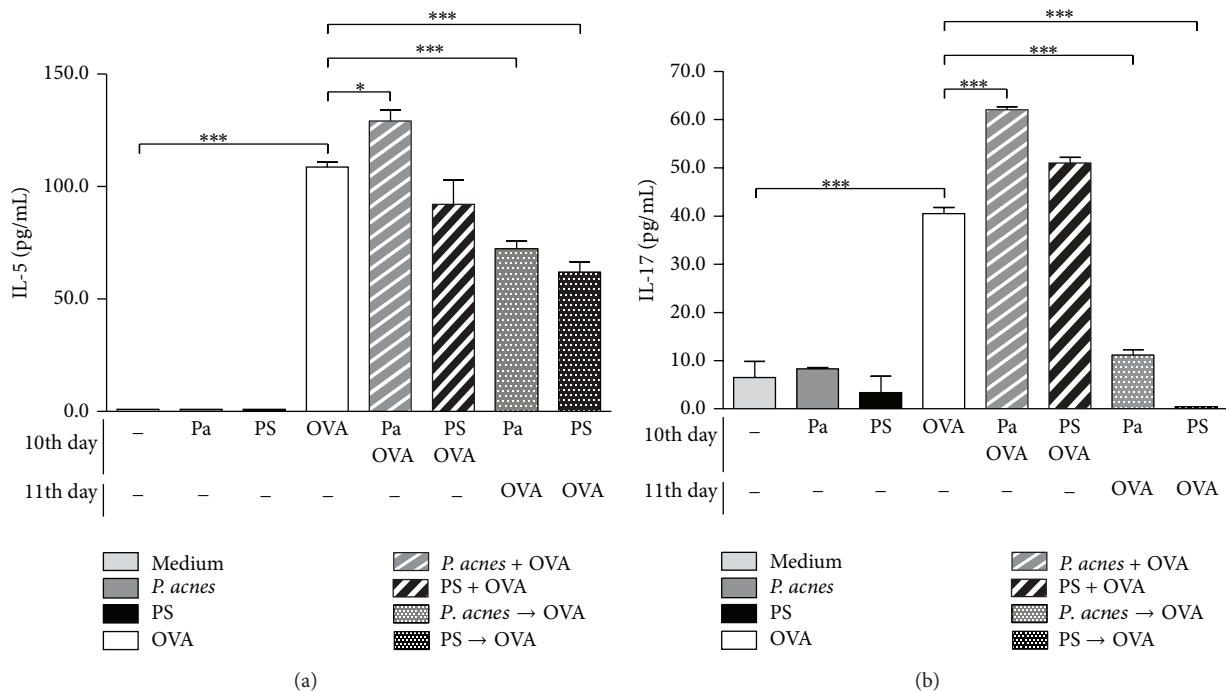 ***
***
*
***
150.0
100.0
50.0
0.0
IL-5 (pg/mL)
10th day – Pa PS OVA Pa PS Pa PS
OVA OVA
11th day – – – – – – OVA OVA
Medium
P. acnes
PS
OVA
P. acnes + OVA
PS + OVA
P. acnes → OVA
PS → OVA
(a)
***
***
***
***
70.0
60.0
50.0
40.0
30.0
20.0
10.0
0.0
IL-17 (pg/mL)
10th day – Pa PS OVA Pa PS Pa PS
OVA OVA
11th day – – – – – – OVA OVA
Medium
P. acnes
PS
OVA
P. acnes + OVA
PS + OVA
P. acnes → OVA
PS → OVA
(b)